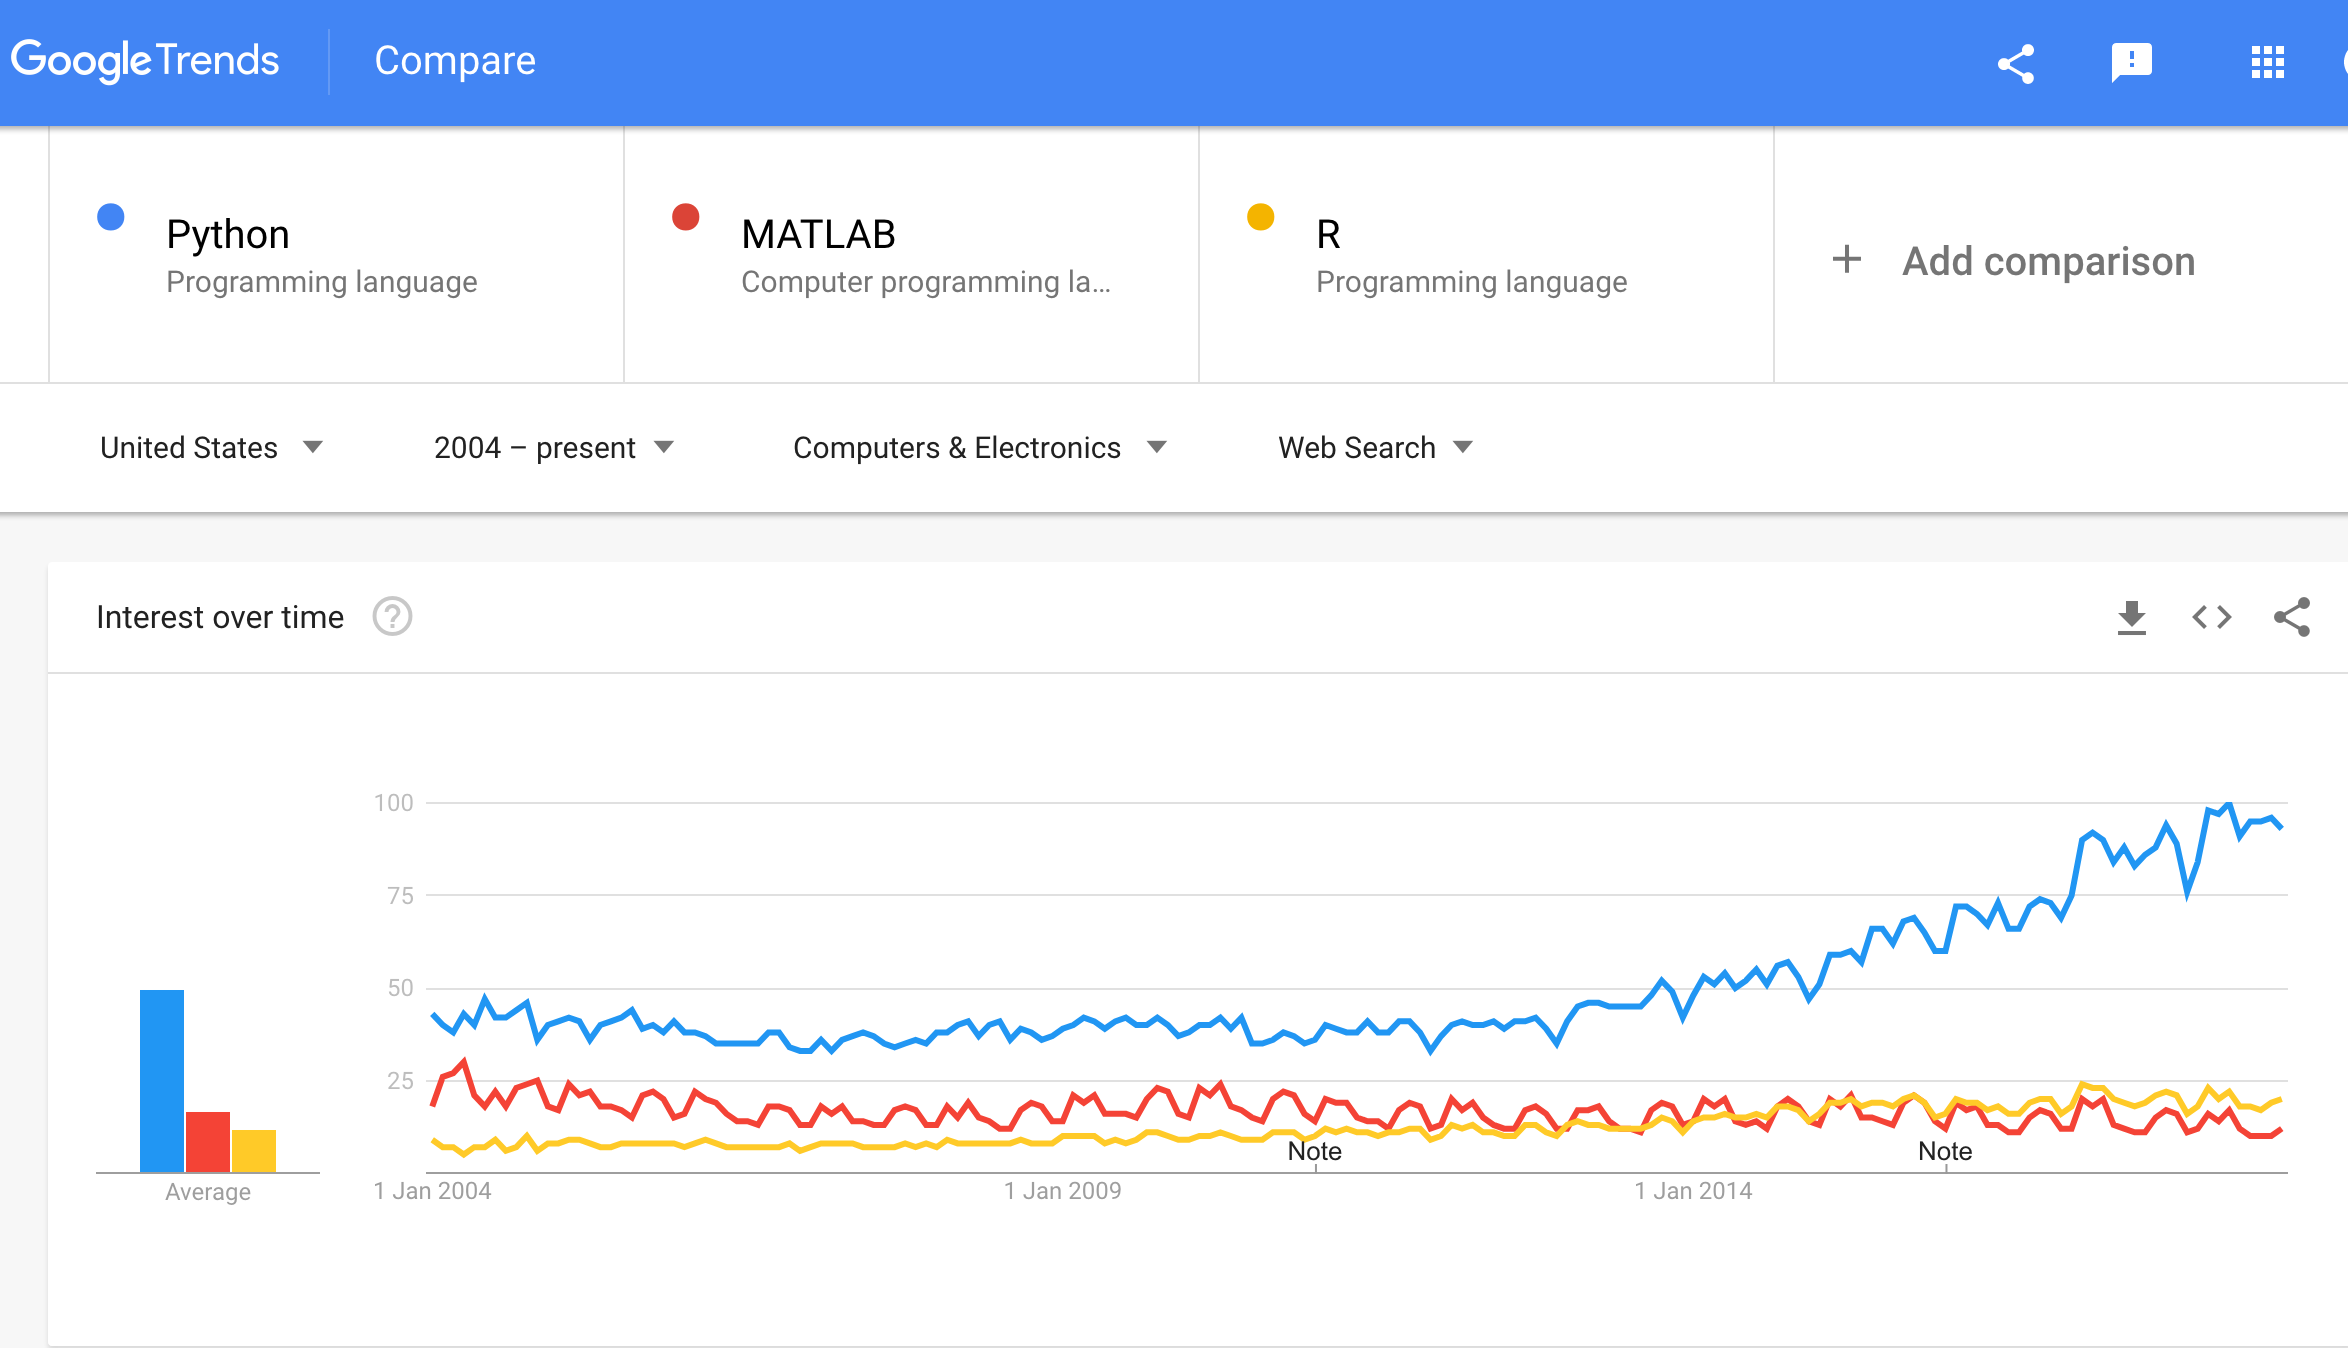 Google Trends Compare
Python MATLAB R
Programming language Computer programming la... Programming language
+ Add comparison
United States 2004 – present Computers & Electronics Web Search
Interest over time ?
100
75
50
25
Note Note
Average 1 Jan 2004 1 Jan 2009 1 Jan 2014